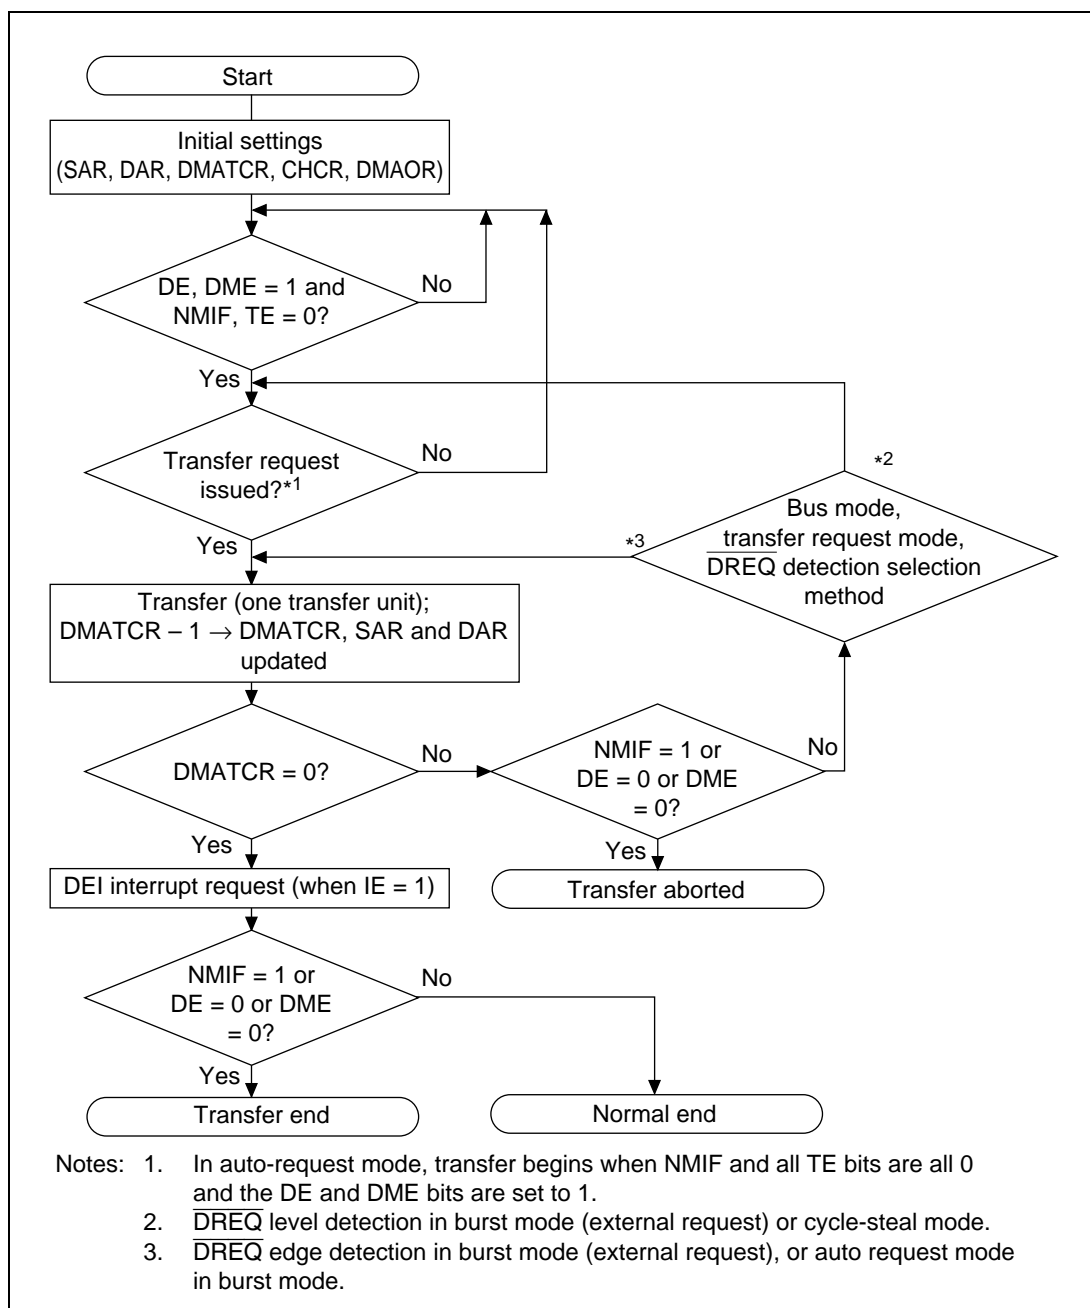 Start
Initial settings
(SAR, DAR, DMATCR, CHCR, DMAOR)
DE, DME = 1 and
NMIF, TE = 0?
No
Yes
Transfer request
issued?*1
No
Yes
*2
Bus mode,
transfer request mode,
DREQ detection selection
method
*3
Transfer (one transfer unit);
DMATCR – 1 → DMATCR, SAR and DAR
updated
DMATCR = 0?
No
Yes
NMIF = 1 or
DE = 0 or DME
= 0?
No
Yes
Transfer aborted
DEI interrupt request (when IE = 1)
NMIF = 1 or
DE = 0 or DME
= 0?
No
Yes
Transfer end
Normal end
Notes: 1. In auto-request mode, transfer begins when NMIF and all TE bits are all 0
and the DE and DME bits are set to 1.
2. DREQ level detection in burst mode (external request) or cycle-steal mode.
3. DREQ edge detection in burst mode (external request), or auto request mode
in burst mode.